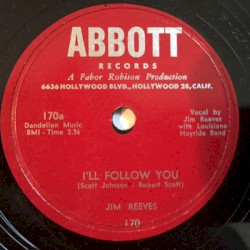 ABBOTT
RECORDS
A Fabor Robison Production
6636 HOLLYWOOD BLVD., HOLLYWOOD 28, CALIF.
170a
Dandelion Music
BMI - Time 2.36
Vocal by
Jim Reeves
with Louisiana
Hayride Band
I'LL FOLLOW YOU
(Scott Johnson - Robert Scott)
JIM REEVES
170